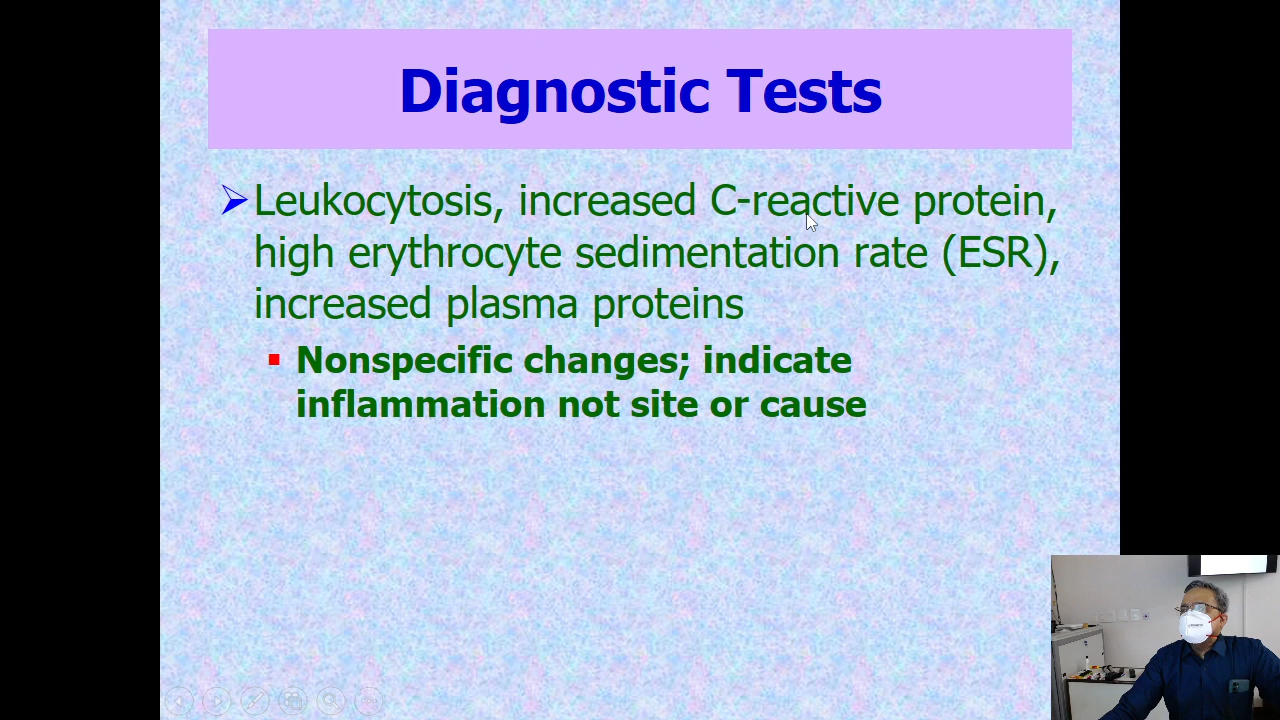 Diagnostic Tests
Leukocytosis, increased C-reactive protein,
high erythrocyte sedimentation rate (ESR),
increased plasma proteins
Nonspecific changes; indicate
inflammation not site or cause